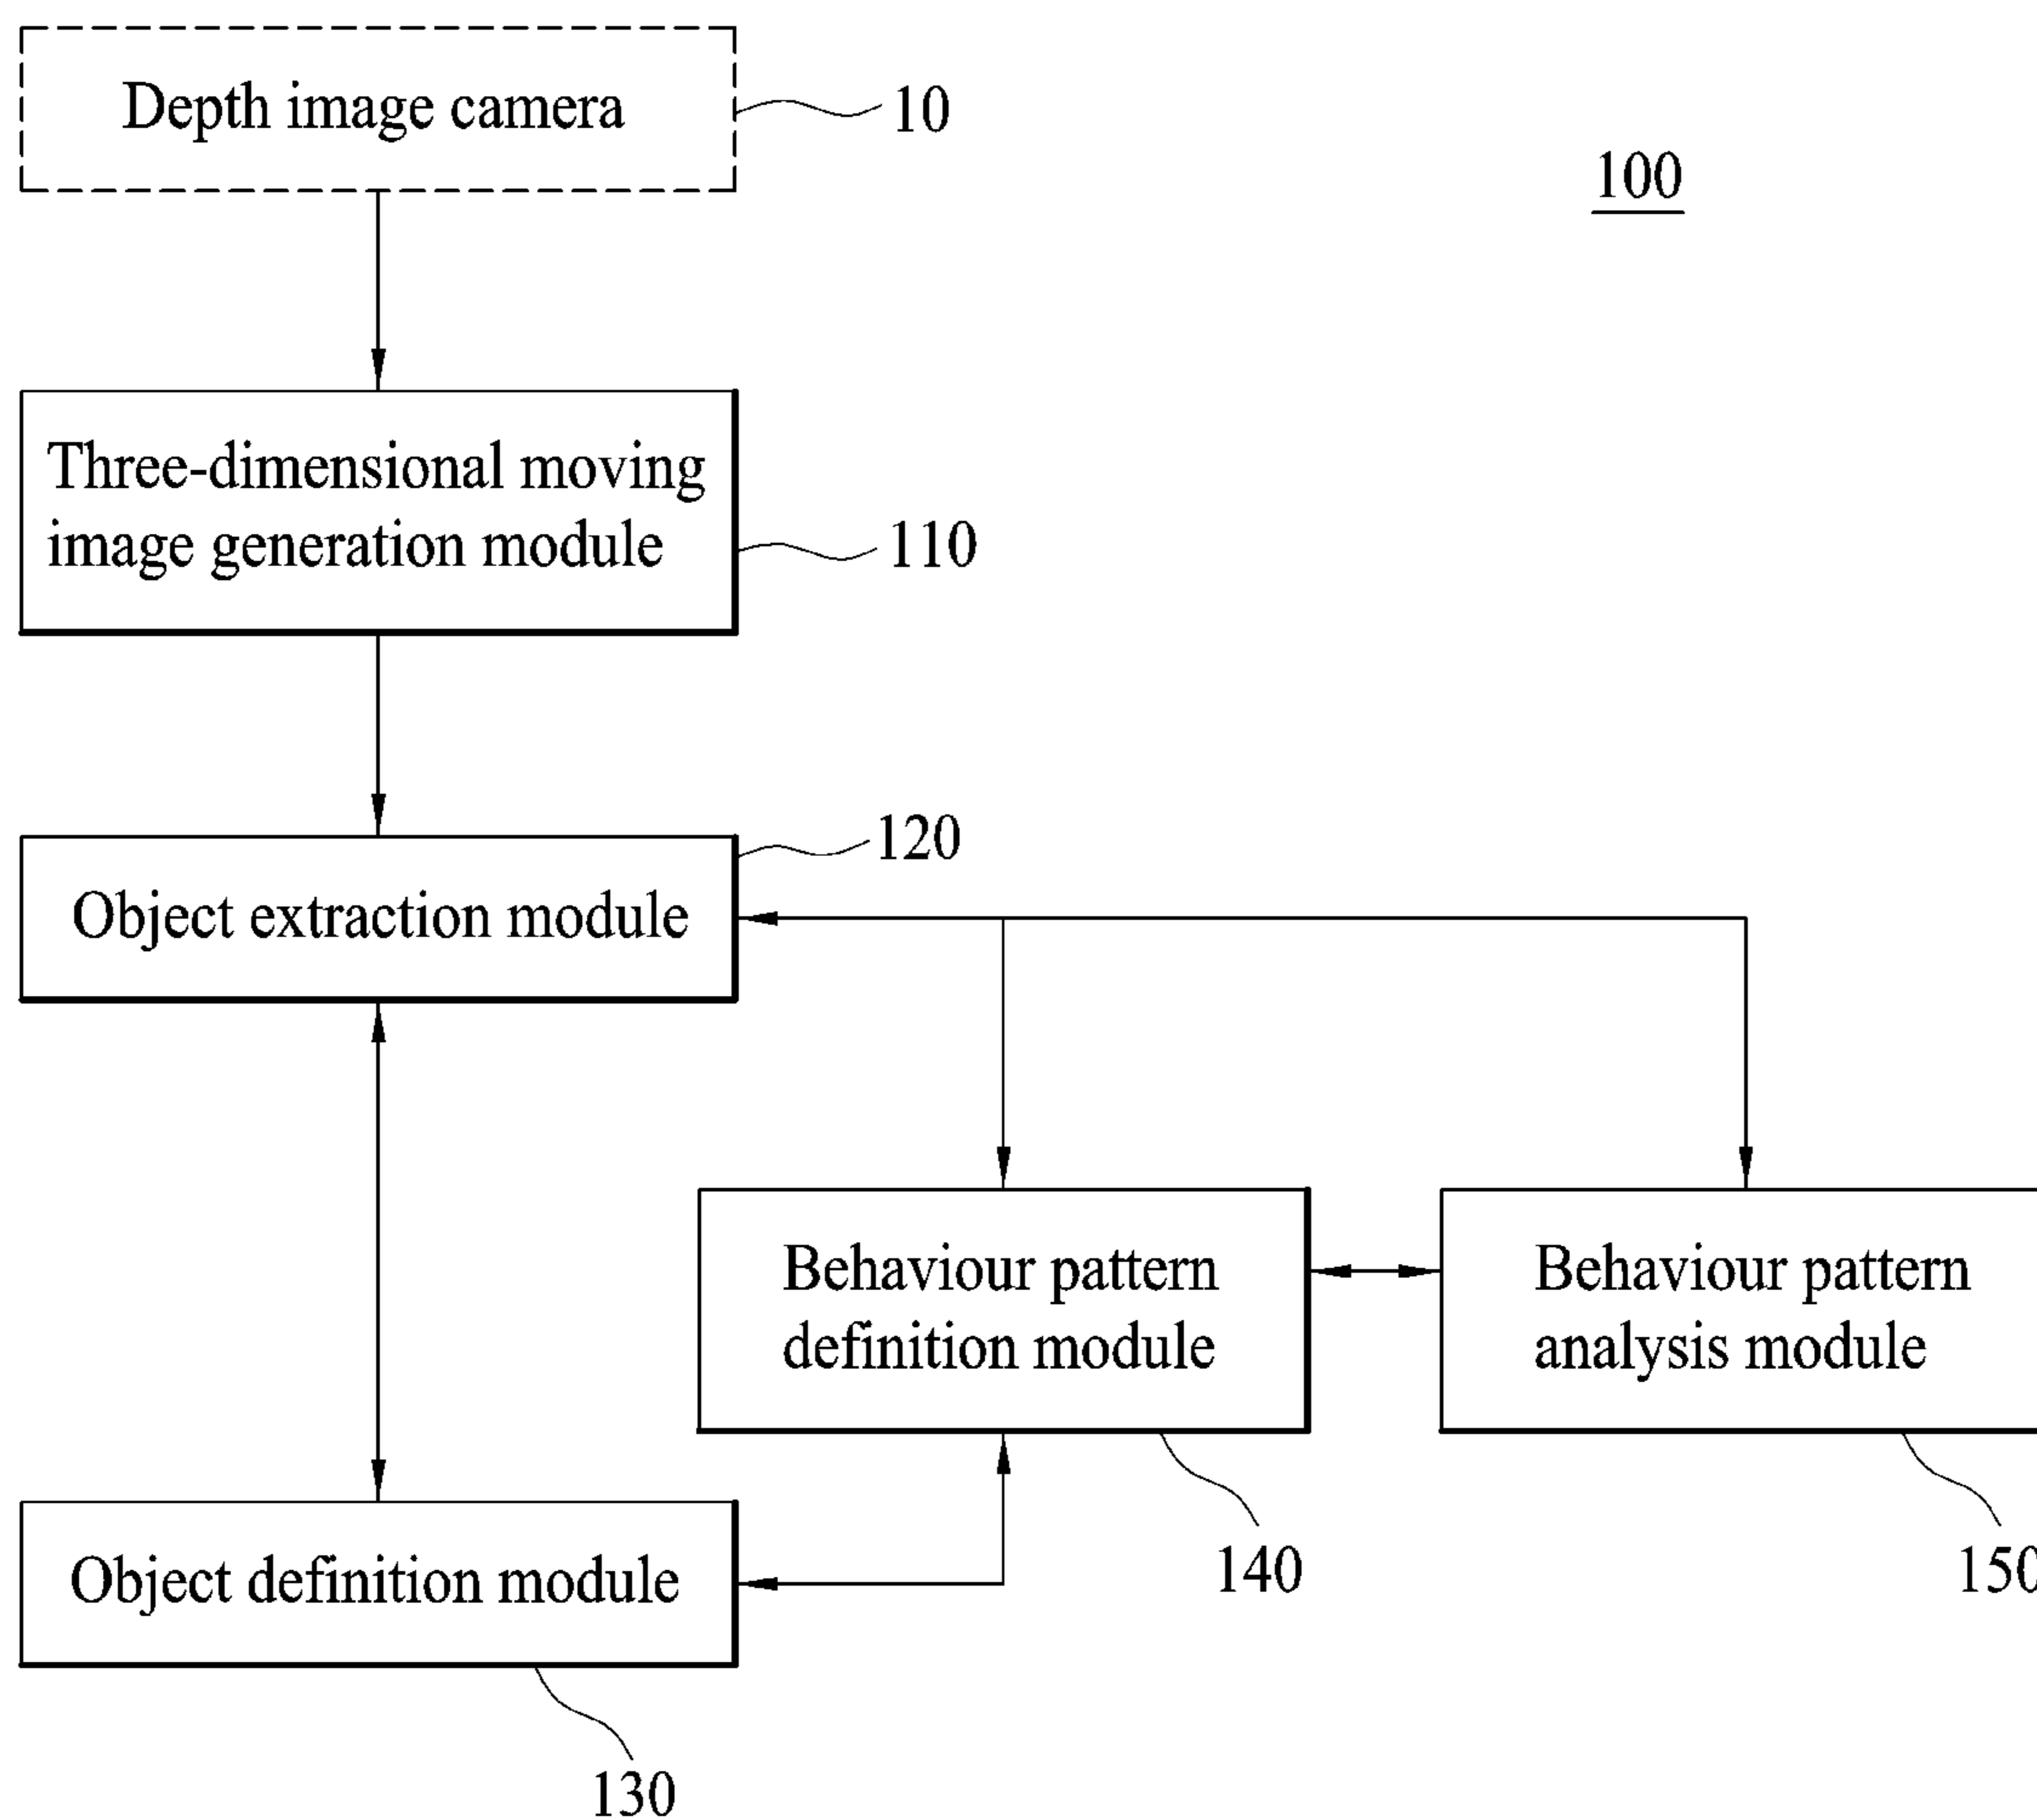 Depth image camera
10
100
Three-dimensional moving
image generation module
110
120
Object extraction module
Behaviour pattern
definition module
Behaviour pattern
analysis module
140
150
Object definition module
130